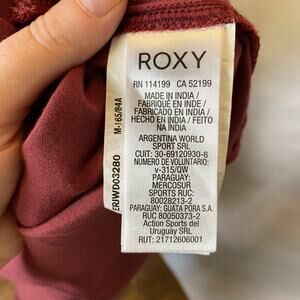 ROXY
RN 114199 CA 52199
MADE IN INDIA /
FABRIQUÉ EN INDE /
FABRICADO EN INDIA /
HECHO EN INDIA / FEITO
NA INDIA
ARGENTINA WORLD
SPORT SRL
CUIT: 30-69120930-6
NUMERO DE VOLUNTARIO:
v-315/QW
PARAGUAY:
MERCOSUR
SPORTS RUC:
80028213-2
PARAGUAY: GUATA PORA S.A.
RUC 80050373-2
Action Sports del
Uruguay SRL
RUT: 21712606001
M-165/84A
ERJWD03280